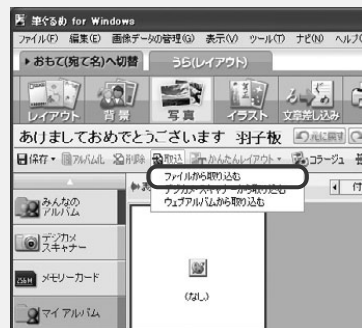 筆ぐるめ for Windows
ファイル(F) 編集(E) 画像データの管理(G) 表示(V) ツール(T) ナビ(N) ヘルプ(
▶おもて(宛て名)へ切替 うら(レイアウト)
レイアウト 背景 写真 イラスト 文章差し込み
あけましておめでとうございます 羽子板 元に戻す
保存 アルバム化 削除 取込 かんたんレイアウト コラージュ
ファイルから取り込む
デジカメ・スキャナーから取り込む
ウェブアルバムから取り込む
付
みんなの
アルバム
デジカメ
スキャナー
メモリーカード
マイ アルバム
(なし)